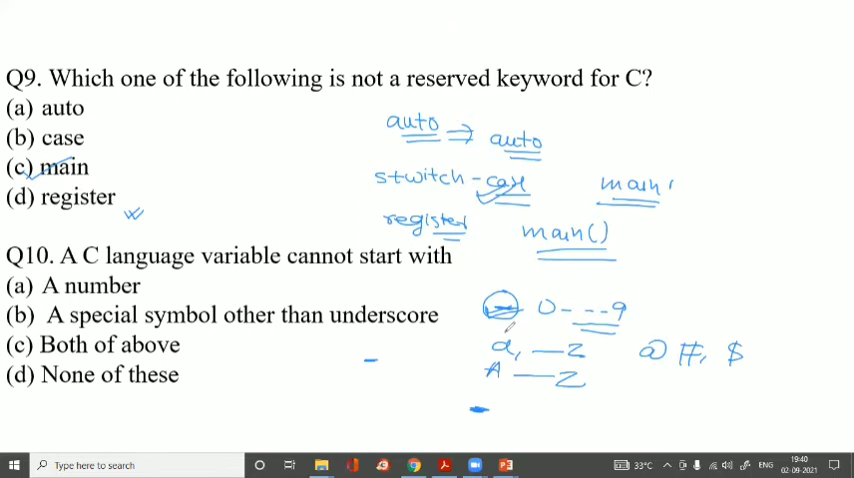 Q9. Which one of the following is not a reserved keyword for C?
(a) auto
(b) case
(c) main
(d) register
auto ⇒ auto
stwitch - case
main
register
main()
Q10. A C language variable cannot start with
(a) A number
(b) A special symbol other than underscore
(c) Both of above
(d) None of these
0 - - - 9
a, — z
@ #, $
A — Z
Type here to search
33°C
ENG
19:40
02-09-2021